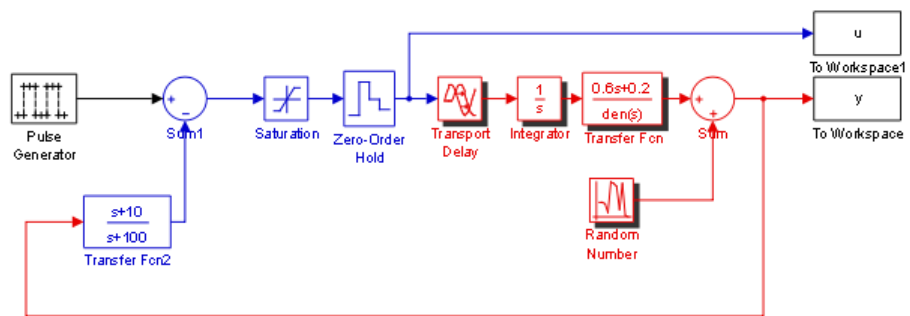 u
To Workspace1
+
−
Sum1
Saturation
Zero-Order
Hold
Transport
Delay
1
s
Integrator
0.6s+0.2
den(s)
Transfer Fcn
+
+
Sum
y
To Workspace
Pulse
Generator
s+10
s+100
Transfer Fcn2
Random
Number